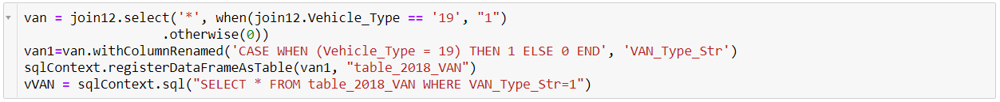 van = join12.select('*', when(join12.Vehicle_Type == '19', "1")
                    .otherwise(0))
van1=van.withColumnRenamed('CASE WHEN (Vehicle_Type = 19) THEN 1 ELSE 0 END', 'VAN_Type_Str')
sqlContext.registerDataFrameAsTable(van1, "table_2018_VAN")
vVAN = sqlContext.sql("SELECT * FROM table_2018_VAN WHERE VAN_Type_Str=1")